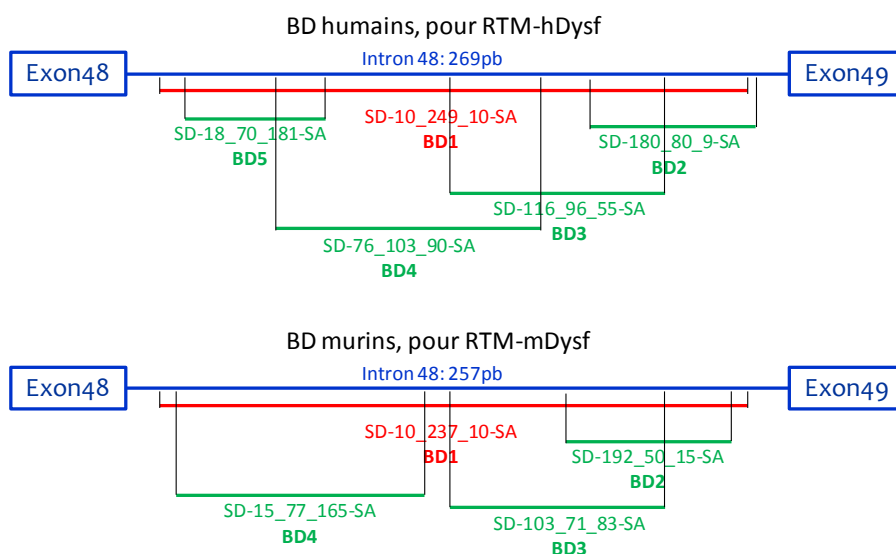 BD humains, pour RTM-hDysf
Exon48
Intron 48: 269pb
Exon49
SD-10_249_10-SA
BD1
SD-18_70_181-SA
BD5
SD-180_80_9-SA
BD2
SD-116_96_55-SA
BD3
SD-76_103_90-SA
BD4
BD murins, pour RTM-mDysf
Exon48
Intron 48: 257pb
Exon49
SD-10_237_10-SA
BD1
SD-192_50_15-SA
BD2
SD-15_77_165-SA
BD4
SD-103_71_83-SA
BD3